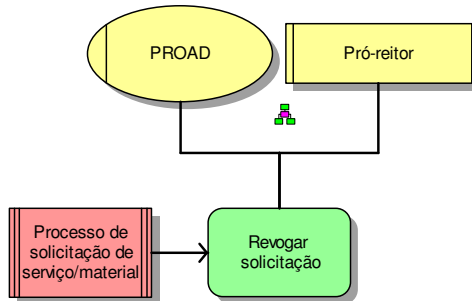 PROAD
Pró-reitor
Processo de
solicitação de
serviço/material
Revogar
solicitação